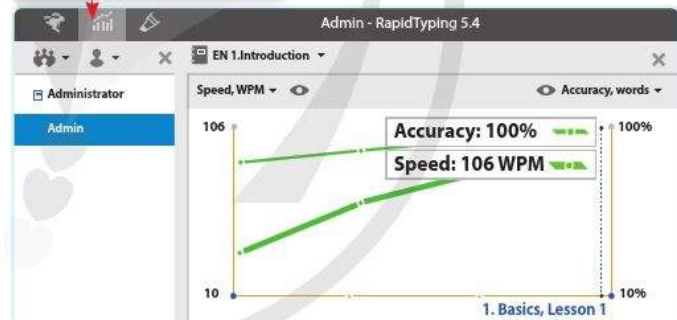 Admin - RapidTyping 5.4
EN 1.Introduction
Administrator
Speed, WPM
Accuracy, words
Admin
106
Accuracy: 100%
100%
Speed: 106 WPM
10
10%
1. Basics, Lesson 1